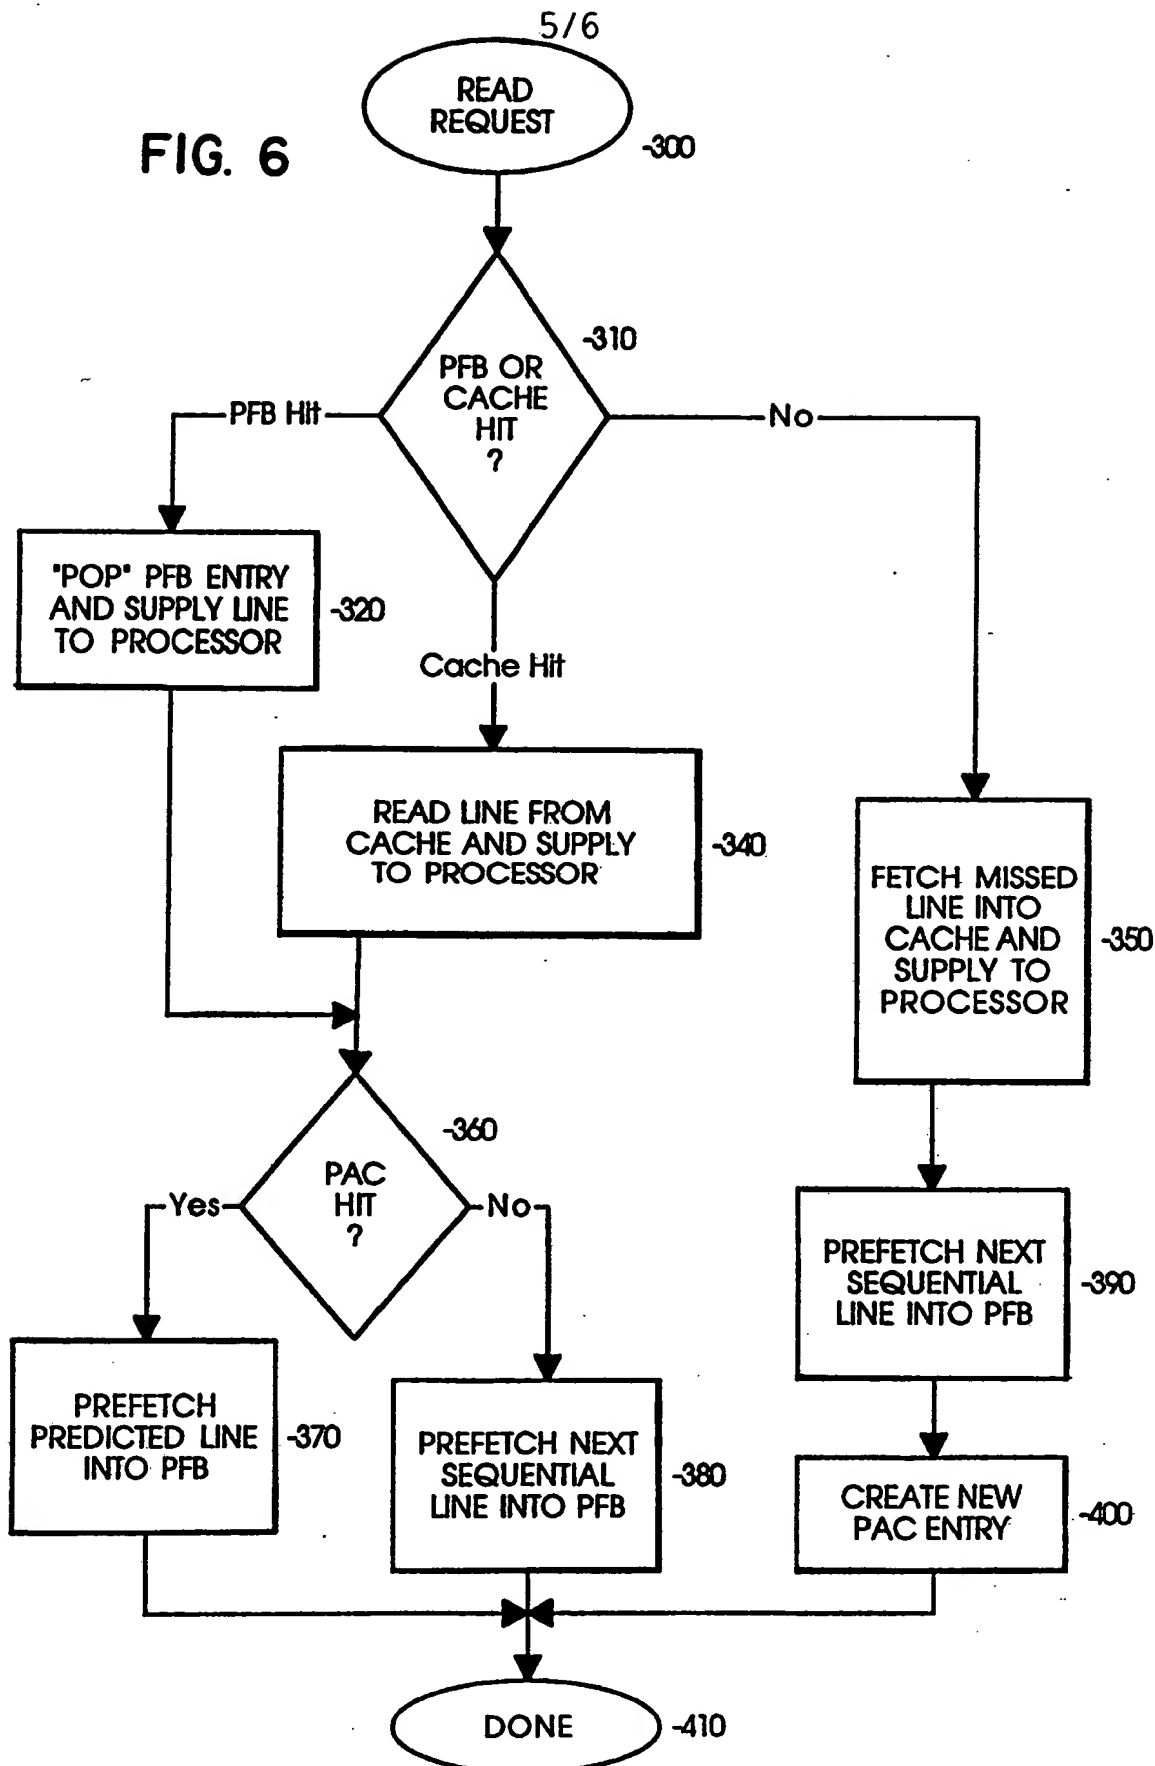 5/6
FIG. 6
READ
REQUEST
-300
PFB OR
CACHE
HIT
?
-310
PFB Hit
No
"POP" PFB ENTRY
AND SUPPLY LINE
TO PROCESSOR
-320
Cache Hit
READ LINE FROM
CACHE AND SUPPLY
TO PROCESSOR
-340
FETCH MISSED
LINE INTO
CACHE AND
SUPPLY TO
PROCESSOR
-350
PAC
HIT
?
-360
Yes
No
PREFETCH NEXT
SEQUENTIAL
LINE INTO PFB
-390
PREFETCH
PREDICTED LINE
INTO PFB
-370
PREFETCH NEXT
SEQUENTIAL
LINE INTO PFB
-380
CREATE NEW
PAC ENTRY
-400
DONE
-410